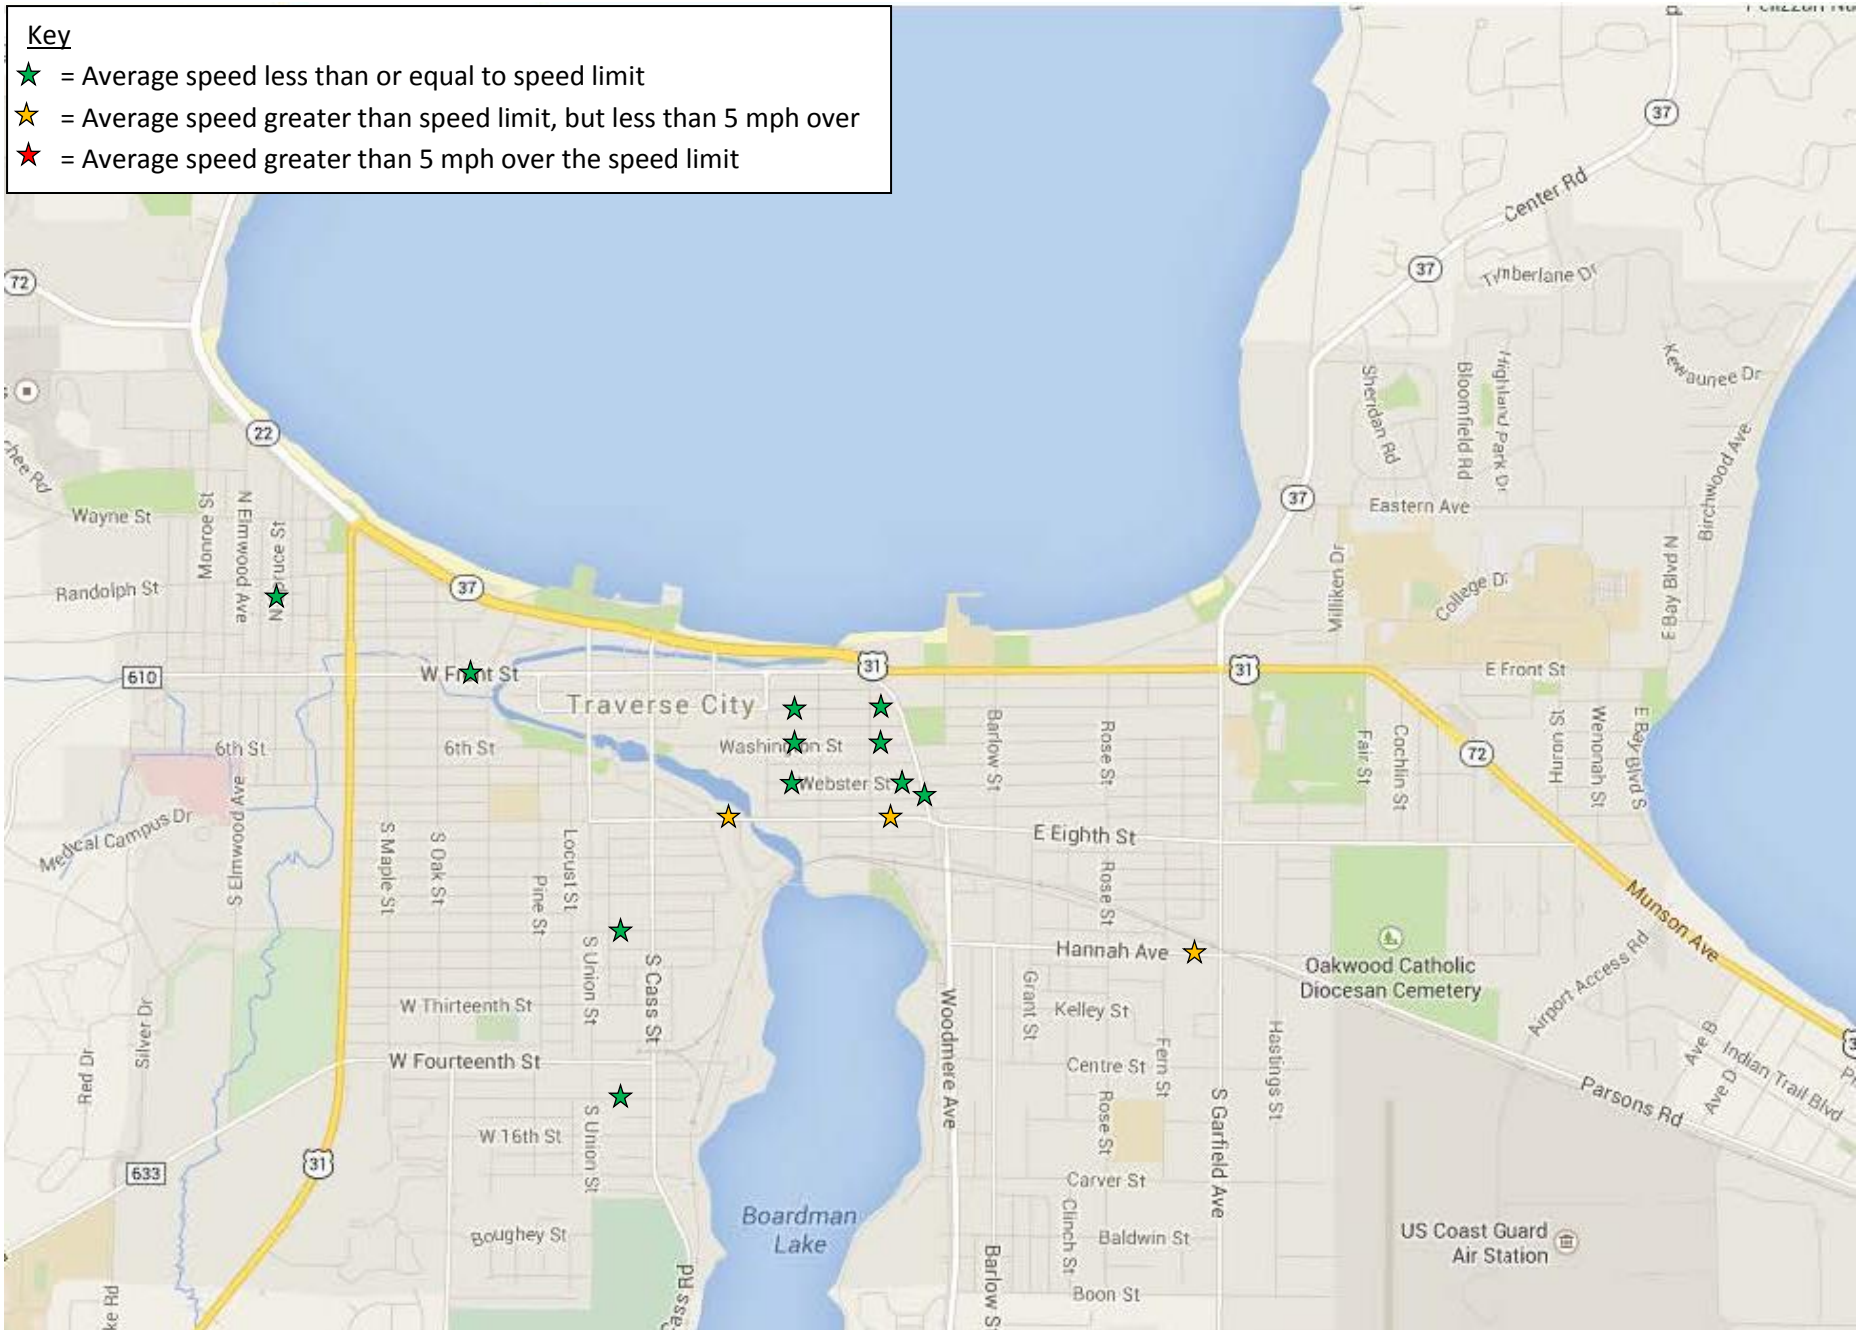 Key
= Average speed less than or equal to speed limit
= Average speed greater than speed limit, but less than 5 mph over
= Average speed greater than 5 mph over the speed limit
37
Center Rd
72
37
Timberlane Dr
Kewaunee Dr
Sheridan Rd
Bloomfield Rd
Highland Park Dr
22
Birchwood Ave
Wayne St
Monroe St
N Elmwood Ave
37
Eastern Ave
Randolph St
37
Milliken Dr
College Dr
E Bay Blvd N
610
W Front St
31
31
E Front St
Traverse City
6th St
6th St
Washington St
Barlow St
Rose St
Fair St
Cochlin St
72
Huron St
Wenonah St
E Bay Blvd S
Webster St
Medical Campus Dr
S Elmwood Ave
S Maple St
S Oak St
Locust St
Pine St
E Eighth St
Rose St
Munson Ave
Hannah Ave
Oakwood Catholic
Diocesan Cemetery
Airport Access Rd
S Union St
S Cass St
W Thirteenth St
Silver Dr
Red Dr
Woodmere Ave
Grant St
Kelley St
W Fourteenth St
Centre St
Fern St
Hastings St
Ave B
Ave D
Indian Trail Blvd
Parsons Rd
S Union St
W 16th St
Rose St
S Garfield Ave
633
31
Carver St
Boardman
Lake
Boughey St
Clinch St
Baldwin St
US Coast Guard
Air Station
Barlow S
Boon St
ass Rd
ke Rd